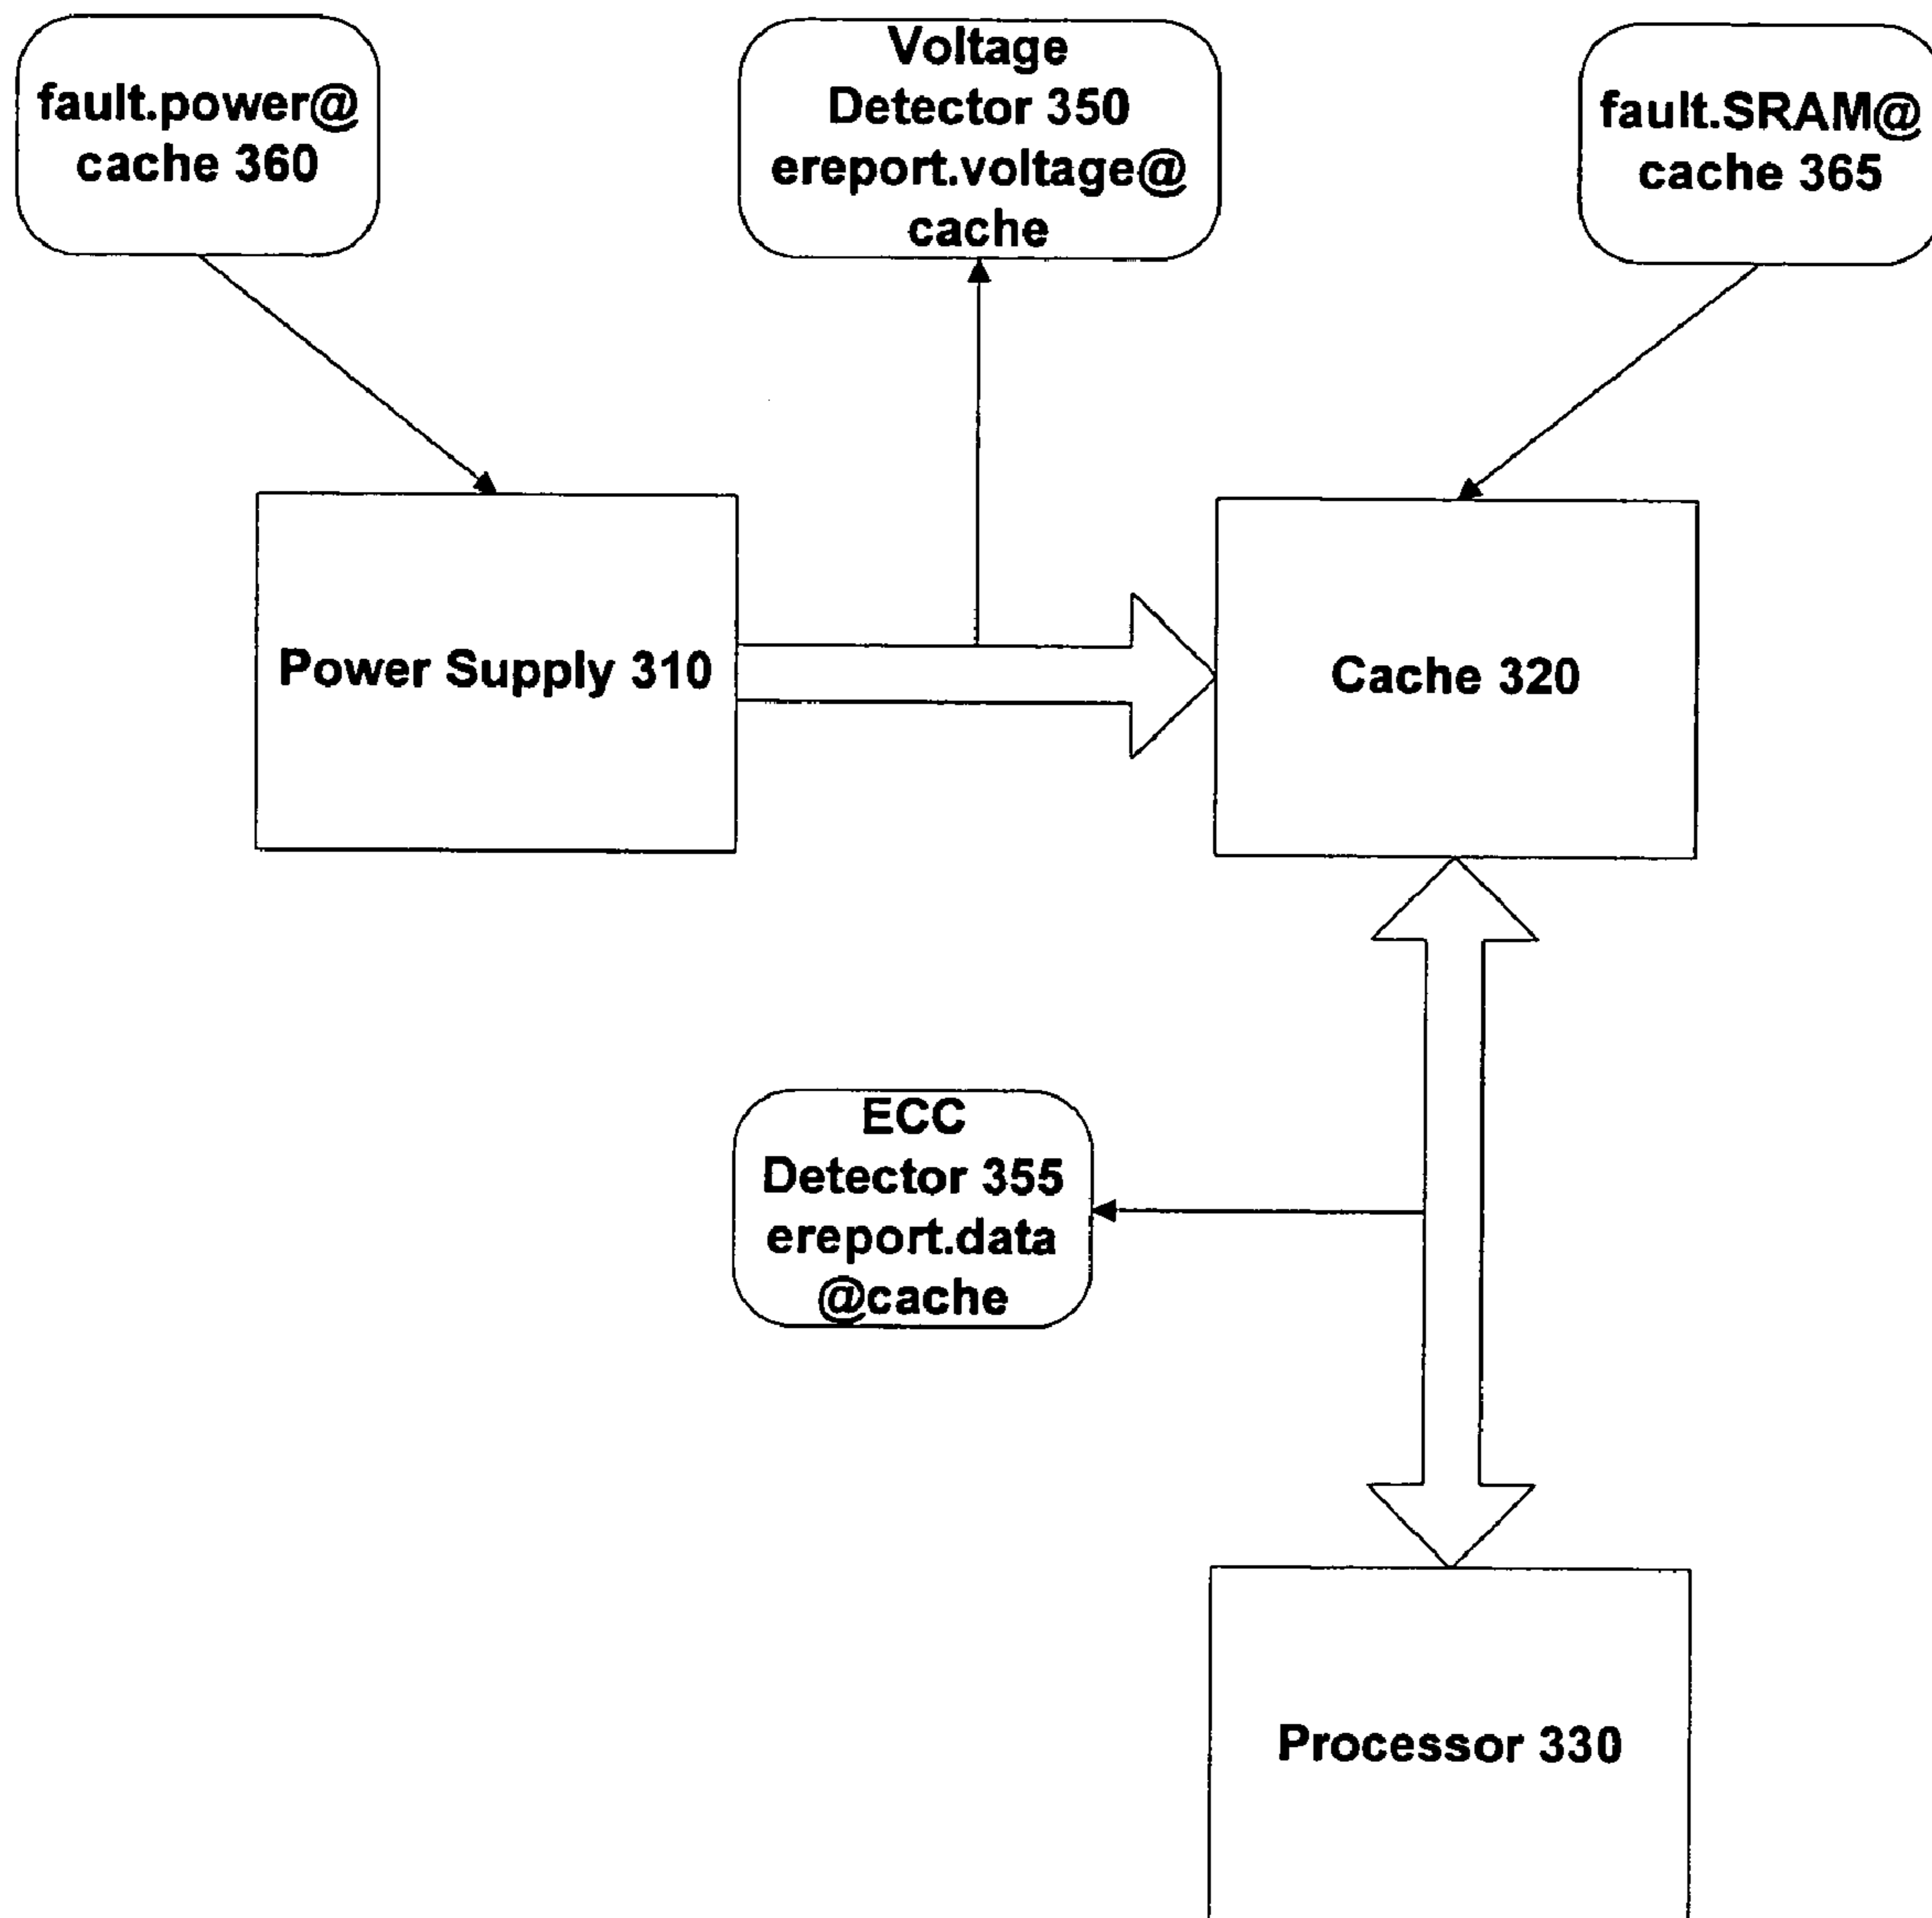 fault.power@
cache 360
Voltage
Detector 350
ereport.voltage@
cache
fault.SRAM@
cache 365
Power Supply 310
Cache 320
ECC
Detector 355
ereport.data
@cache
Processor 330